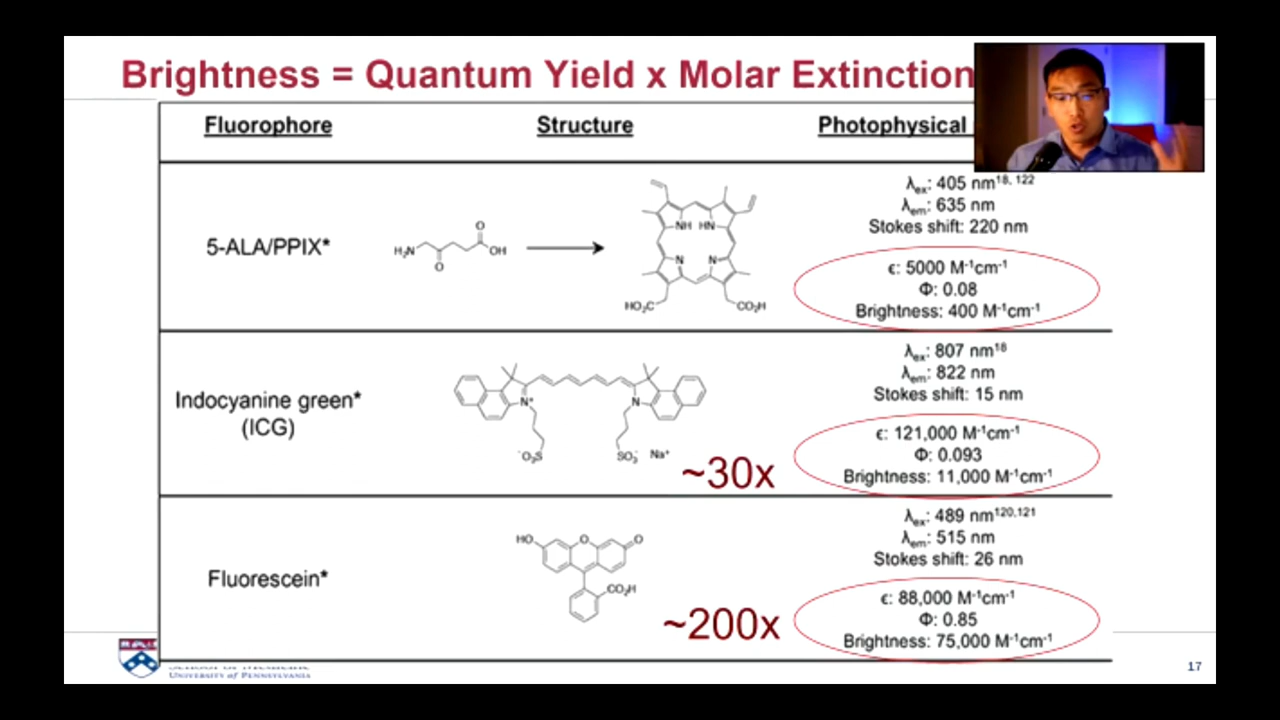 Brightness = Quantum Yield x Molar Extinction
Fluorophore
Structure
Photophysical
5-ALA/PPIX*
H₂N
O
O
OH
NH
HN
N
N
HO₂C
CO₂H
λex: 405 nm18, 122
λem: 635 nm
Stokes shift: 220 nm
ϵ: 5000 M-1cm-1
Φ: 0.08
Brightness: 400 M-1cm-1
Indocyanine green*
(ICG)
N+
N
-O₃S
SO₃-
Na+
~30x
λex: 807 nm18
λem: 822 nm
Stokes shift: 15 nm
ϵ: 121,000 M-1cm-1
Φ: 0.093
Brightness: 11,000 M-1cm-1
Fluorescein*
HO
O
O
CO₂H
~200x
λex: 489 nm120,121
λem: 515 nm
Stokes shift: 26 nm
ϵ: 88,000 M-1cm-1
Φ: 0.85
Brightness: 75,000 M-1cm-1
University of Pennsylvania
17